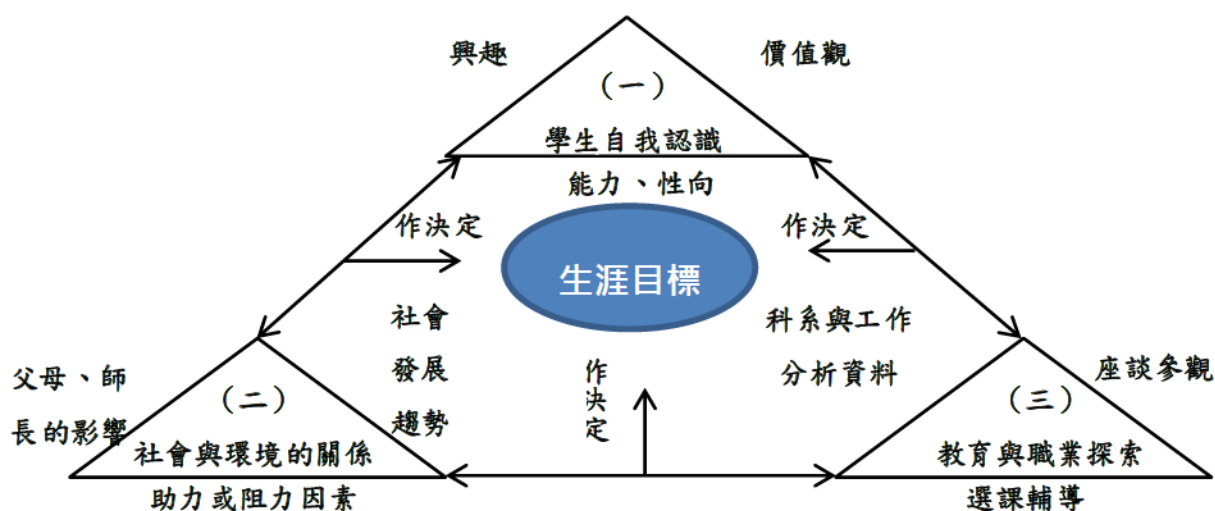 興趣
價值觀
（一）
學生自我認識
能力、性向
作決定
作決定
生涯目標
社會
發展
趨勢
科系與工作
分析資料
作決定
父母、師
長的影響
（二）
社會與環境的關係
助力或阻力因素
座談參觀
（三）
教育與職業探索
選課輔導